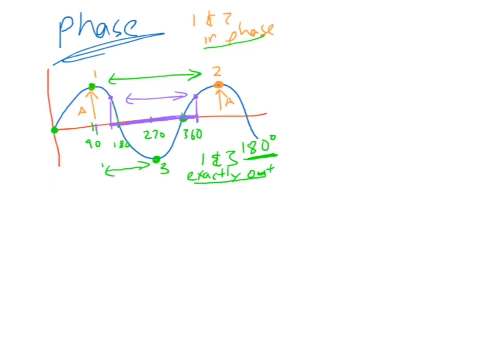 phase
1 & 2
in phase
1
2
A
A
90 180 270 360
3
1 & 3 180°
exactly out